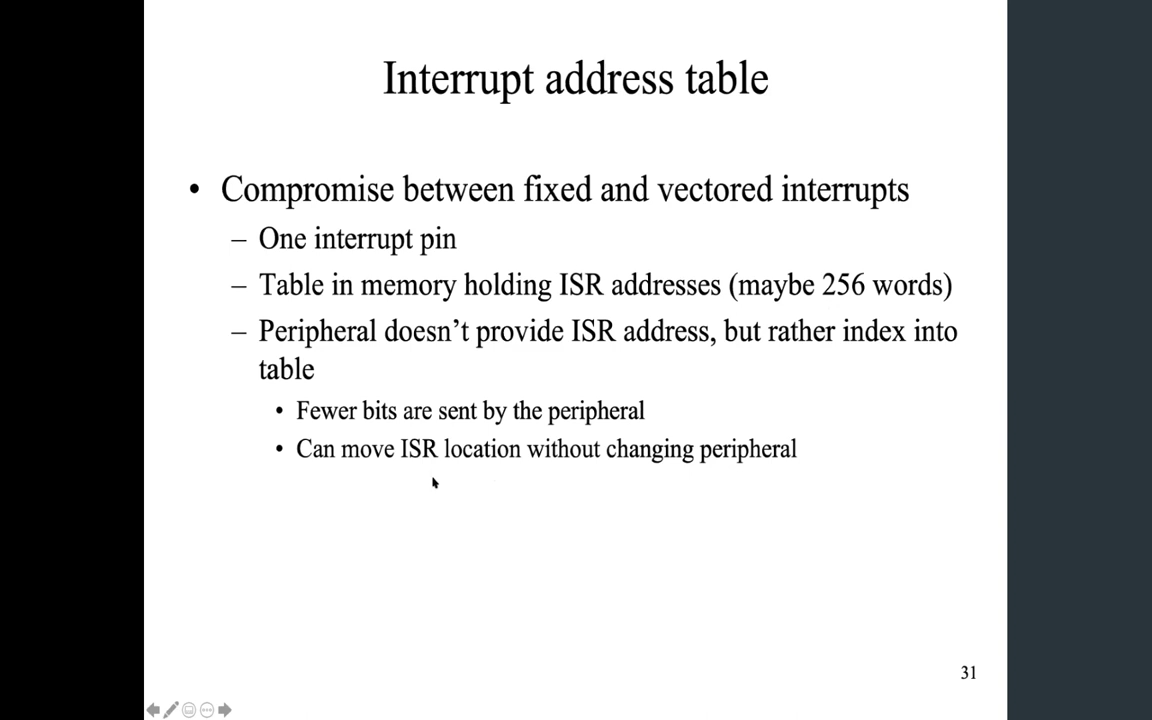 Interrupt address table
• Compromise between fixed and vectored interrupts
– One interrupt pin
– Table in memory holding ISR addresses (maybe 256 words)
– Peripheral doesn’t provide ISR address, but rather index into
table
• Fewer bits are sent by the peripheral
• Can move ISR location without changing peripheral
31